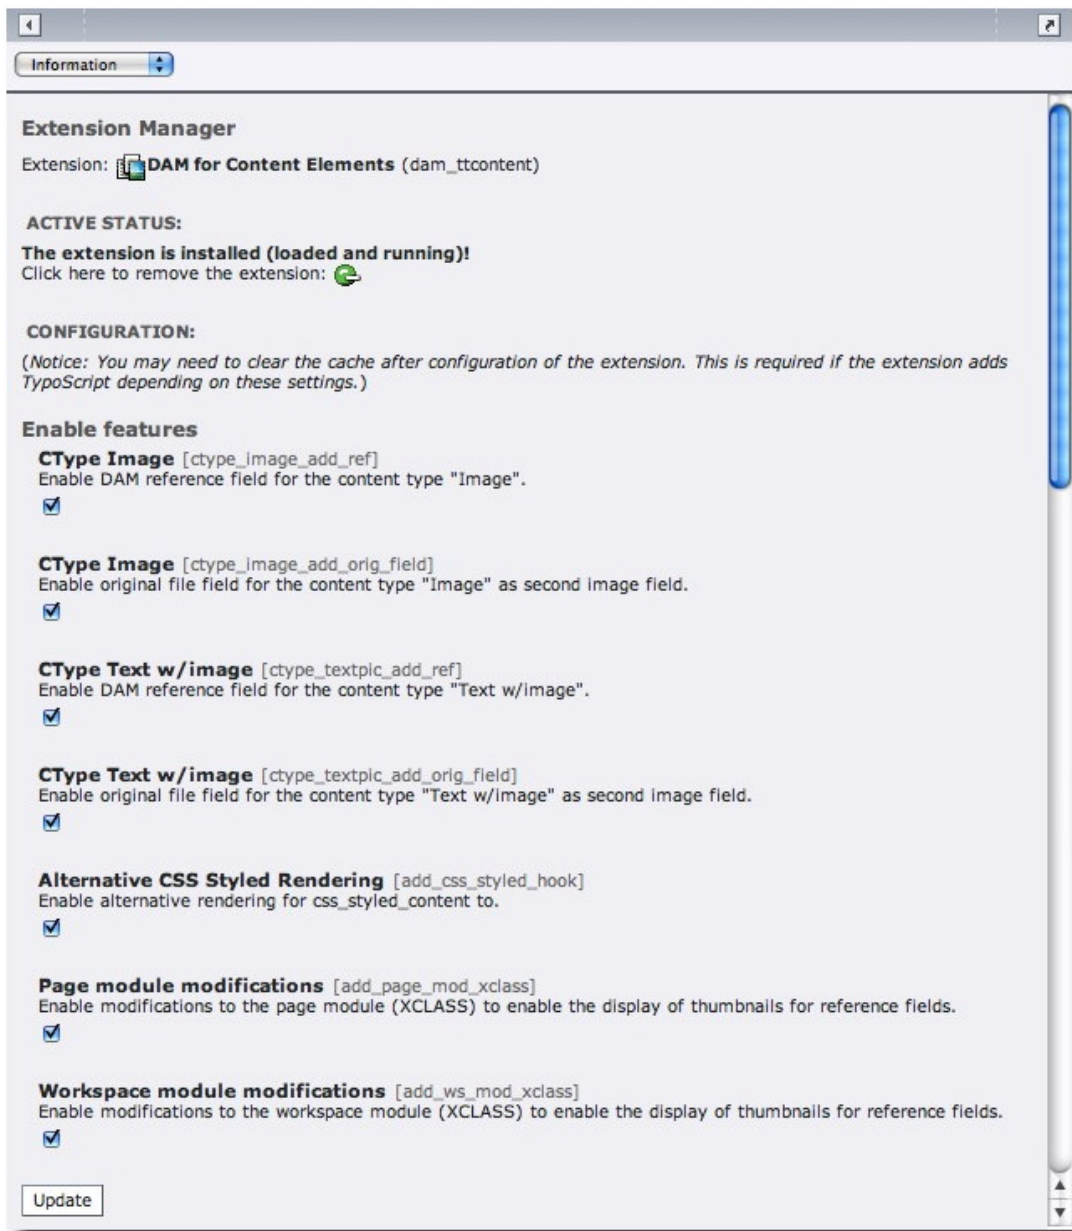 Information
Extension Manager
Extension: DAM for Content Elements (dam_ttcontent)
ACTIVE STATUS:
The extension is installed (loaded and running)!
Click here to remove the extension:
CONFIGURATION:
(Notice: You may need to clear the cache after configuration of the extension. This is required if the extension adds
TypoScript depending on these settings.)
Enable features
CType Image [ctype_image_add_ref]
Enable DAM reference field for the content type "Image".
CType Image [ctype_image_add_orig_field]
Enable original file field for the content type "Image" as second image field.
CType Text w/image [ctype_textpic_add_ref]
Enable DAM reference field for the content type "Text w/image".
CType Text w/image [ctype_textpic_add_orig_field]
Enable original file field for the content type "Text w/image" as second image field.
Alternative CSS Styled Rendering [add_css_styled_hook]
Enable alternative rendering for css_styled_content to.
Page module modifications [add_page_mod_xclass]
Enable modifications to the page module (XCLASS) to enable the display of thumbnails for reference fields.
Workspace module modifications [add_ws_mod_xclass]
Enable modifications to the workspace module (XCLASS) to enable the display of thumbnails for reference fields.
Update